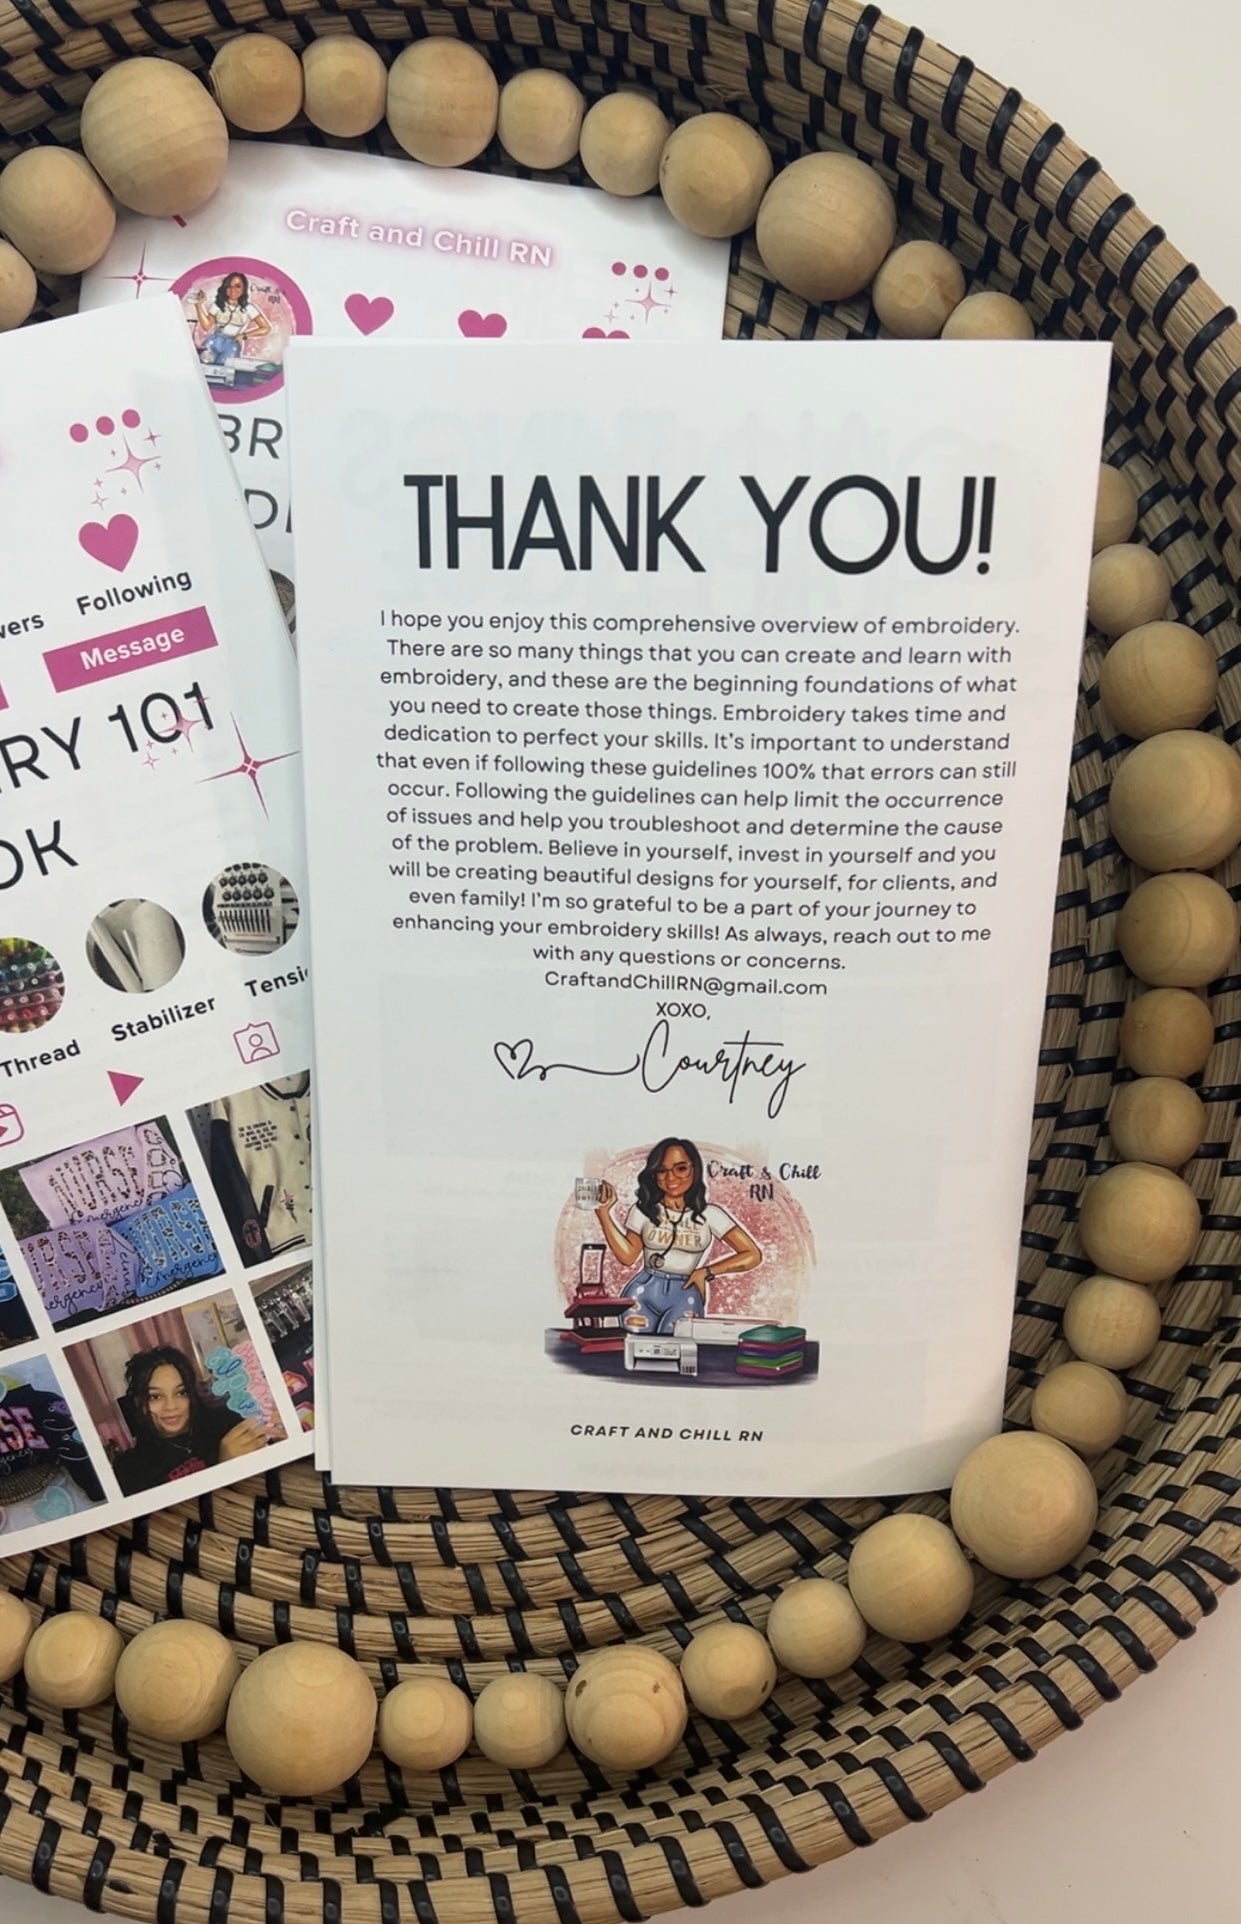 Craft and Chill RN
Craft & Chill
RN
BR
Following
Message
RY 101
OK
Thread
Stabilizer
Tensi
NURSE
emergency
THANK YOU!
I hope you enjoy this comprehensive overview of embroidery.
There are so many things that you can create and learn with
embroidery, and these are the beginning foundations of what
you need to create those things. Embroidery takes time and
dedication to perfect your skills. It's important to understand
that even if following these guidelines 100% that errors can still
occur. Following the guidelines can help limit the occurrence
of issues and help you troubleshoot and determine the cause
of the problem. Believe in yourself, invest in yourself and you
will be creating beautiful designs for yourself, for clients, and
even family! I'm so grateful to be a part of your journey to
enhancing your embroidery skills! As always, reach out to me
with any questions or concerns.
CraftandChillRN@gmail.com
XOXO,
Courtney
Craft & Chill
RN
OWNER
CRAFT AND CHILL RN